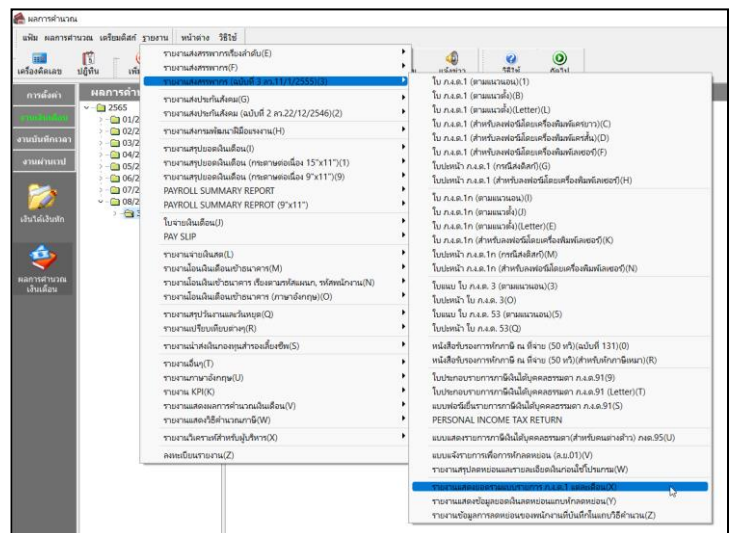 ผลการคำนวณ
แฟ้ม ผลการคำนวณ เตรียมดิสก์ รายงาน หน้าต่าง วิธีใช้
เครื่องคิดเลข ปฏิทิน วิธีใช้
การตั้งค่า
งานเงินเดือน
งานบันทึกเวลา
งานผ่านเวป
เงินได้เงินหัก
ผลการคำนวณ
เงินเดือน
2565
01/2
02/2
03/2
04/2
05/2
06/2
07/2
08/2
รายงานส่งสรรพากรเรียงลำดับ(E)
รายงานส่งสรรพากร(F)
รายงานส่งสรรพากร (ฉบับที่ 3 ลว.11/1/2555)(3)
รายงานส่งประกันสังคม(G)
รายงานส่งประกันสังคม (ฉบับที่ 2 ลว.22/12/2546)(2)
รายงานส่งกรมพัฒนาฝีมือแรงงาน(H)
รายงานสรุปยอดเงินเดือน(I)
รายงานสรุปยอดเงินเดือน (กระดาษต่อเนื่อง 15"x11")(1)
รายงานสรุปยอดเงินเดือน (กระดาษต่อเนื่อง 9"x11")(9)
PAYROLL SUMMARY REPORT
PAYROLL SUMMARY REPROT (9"x11")
ใบจ่ายเงินเดือน(J)
PAY SLIP
รายงานจ่ายเงินสด(L)
รายงานโอนเงินเดือนเข้าธนาคาร(M)
รายงานโอนเงินเข้าธนาคาร เรียงตามรหัสแผนก, รหัสพนักงาน(N)
รายงานโอนเงินเดือนเข้าธนาคาร (ภาษาอังกฤษ)(O)
รายงานสรุปวันลาและวันหยุด(Q)
รายงานเปรียบเทียบต่างๆ(R)
รายงานนำส่งเงินกองทุนสำรองเลี้ยงชีพ(S)
รายงานอื่นๆ(T)
รายงานภาษาอังกฤษ(U)
รายงาน KPI(K)
รายงานแสดงผลการคำนวณเงินเดือน(V)
รายงานแสดงวิธีคำนวณภาษี(W)
รายงานวิเคราะห์สำหรับผู้บริหาร(X)
ลงทะเบียนรายงาน(Z)
ใบ ภ.ง.ด.1 (ตามแนวนอน)(1)
ใบ ภ.ง.ด.1 (ตามแนวตั้ง)(B)
ใบ ภ.ง.ด.1 (ตามแนวตั้ง)(Letter)(L)
ใบ ภ.ง.ด.1 (สำหรับลงฟอร์มโดยเครื่องพิมพ์แคร่ยาว)(C)
ใบ ภ.ง.ด.1 (สำหรับลงฟอร์มโดยเครื่องพิมพ์แคร่สั้น)(D)
ใบ ภ.ง.ด.1 (สำหรับลงฟอร์มโดยเครื่องพิมพ์เลเซอร์)(F)
ใบปะหน้า ภ.ง.ด.1 (กรณีส่งดิสก์)(G)
ใบปะหน้า ภ.ง.ด.1 (สำหรับลงฟอร์มโดยเครื่องพิมพ์เลเซอร์)(H)
ใบ ภ.ง.ด.1ก (ตามแนวนอน)(I)
ใบ ภ.ง.ด.1ก (ตามแนวตั้ง)(J)
ใบ ภ.ง.ด.1ก (ตามแนวตั้ง)(Letter)(E)
ใบ ภ.ง.ด.1ก (สำหรับลงฟอร์มโดยเครื่องพิมพ์เลเซอร์)(K)
ใบปะหน้า ภ.ง.ด.1ก (กรณีส่งดิสก์)(M)
ใบปะหน้า ภ.ง.ด.1ก (สำหรับลงฟอร์มโดยเครื่องพิมพ์เลเซอร์)(N)
ใบแนบ ใบ ภ.ง.ด. 3 (ตามแนวนอน)(3)
ใบปะหน้า ใบ ภ.ง.ด. 3(O)
ใบแนบ ใบ ภ.ง.ด. 53 (ตามแนวนอน)(5)
ใบปะหน้า ใบ ภ.ง.ด. 53(Q)
หนังสือรับรองการหักภาษี ณ ที่จ่าย (50 ทวิ)(ฉบับที่ 131)(0)
หนังสือรับรองการหักภาษี ณ ที่จ่าย (50 ทวิ)(สำหรับหักภาษีเหมา)(R)
ใบประกอบรายการภาษีเงินได้บุคคลธรรมดา ภ.ง.ด.91(9)
ใบประกอบรายการภาษีเงินได้บุคคลธรรมดา ภ.ง.ด.91 (Letter)(T)
แบบฟอร์มยื่นรายการภาษีเงินได้บุคคลธรรมดา ภ.ง.ด.91(S)
PERSONAL INCOME TAX RETURN
แบบแสดงรายการภาษีเงินได้บุคคลธรรมดา(สำหรับคนต่างด้าว) ภงด.95(U)
แบบแจ้งรายการเพื่อการหักลดหย่อน (ล.ย.01)(V)
รายงานสรุปลดหย่อนและรายละเอียดเงินก่อนใช้โปรแกรม(W)
รายงานแสดงยอดรวมแบบรายการ ภ.ง.ด.1 แต่ละเดือน(X)
รายงานแสดงข้อมูลยอดเงินลดหย่อนแทบหักลดหย่อน(Y)
รายงานข้อมูลการลดหย่อนของพนักงานที่บันทึกในแทบวิธีคำนวน(Z)